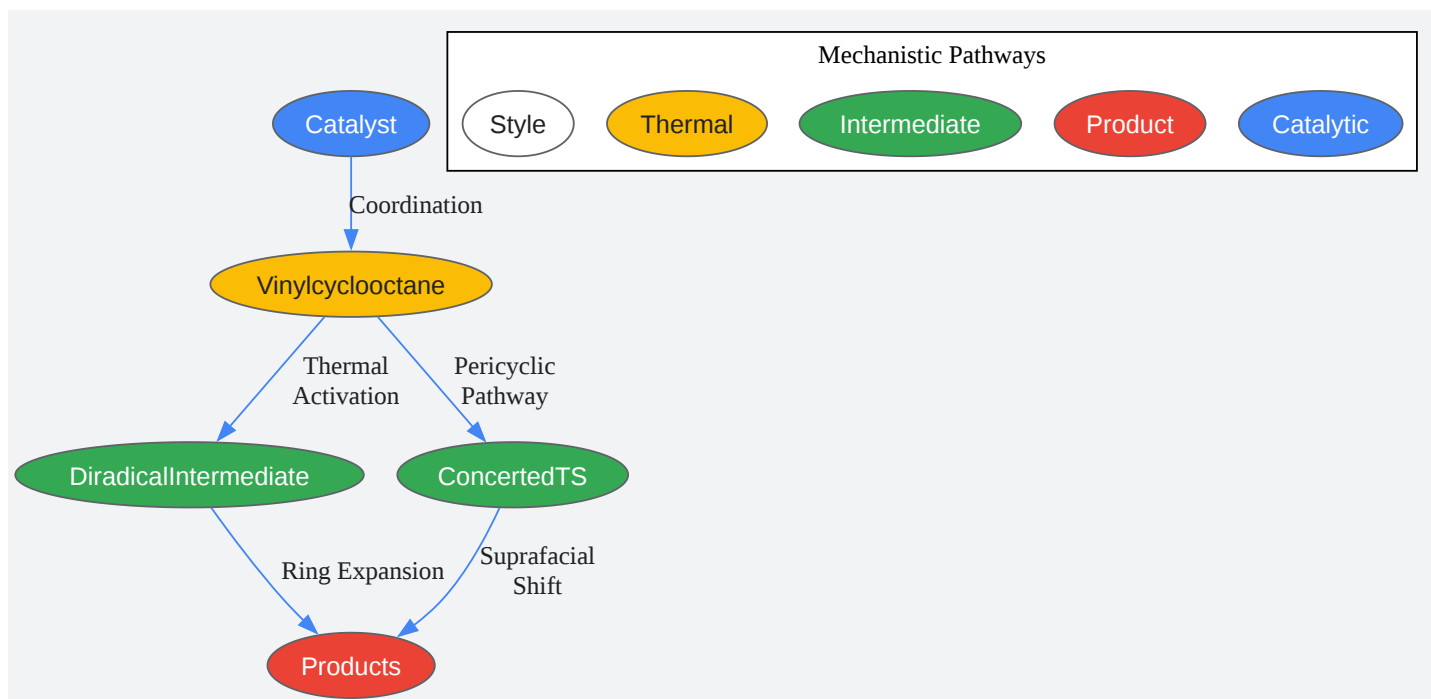 Mechanistic Pathways
Catalyst
Style
Thermal
Intermediate
Product
Catalytic
Coordination
Vinylcyclooctane
Thermal
Activation
Pericyclic
Pathway
DiradicalIntermediate
ConcertedTS
Ring Expansion
Suprafacial
Shift
Products